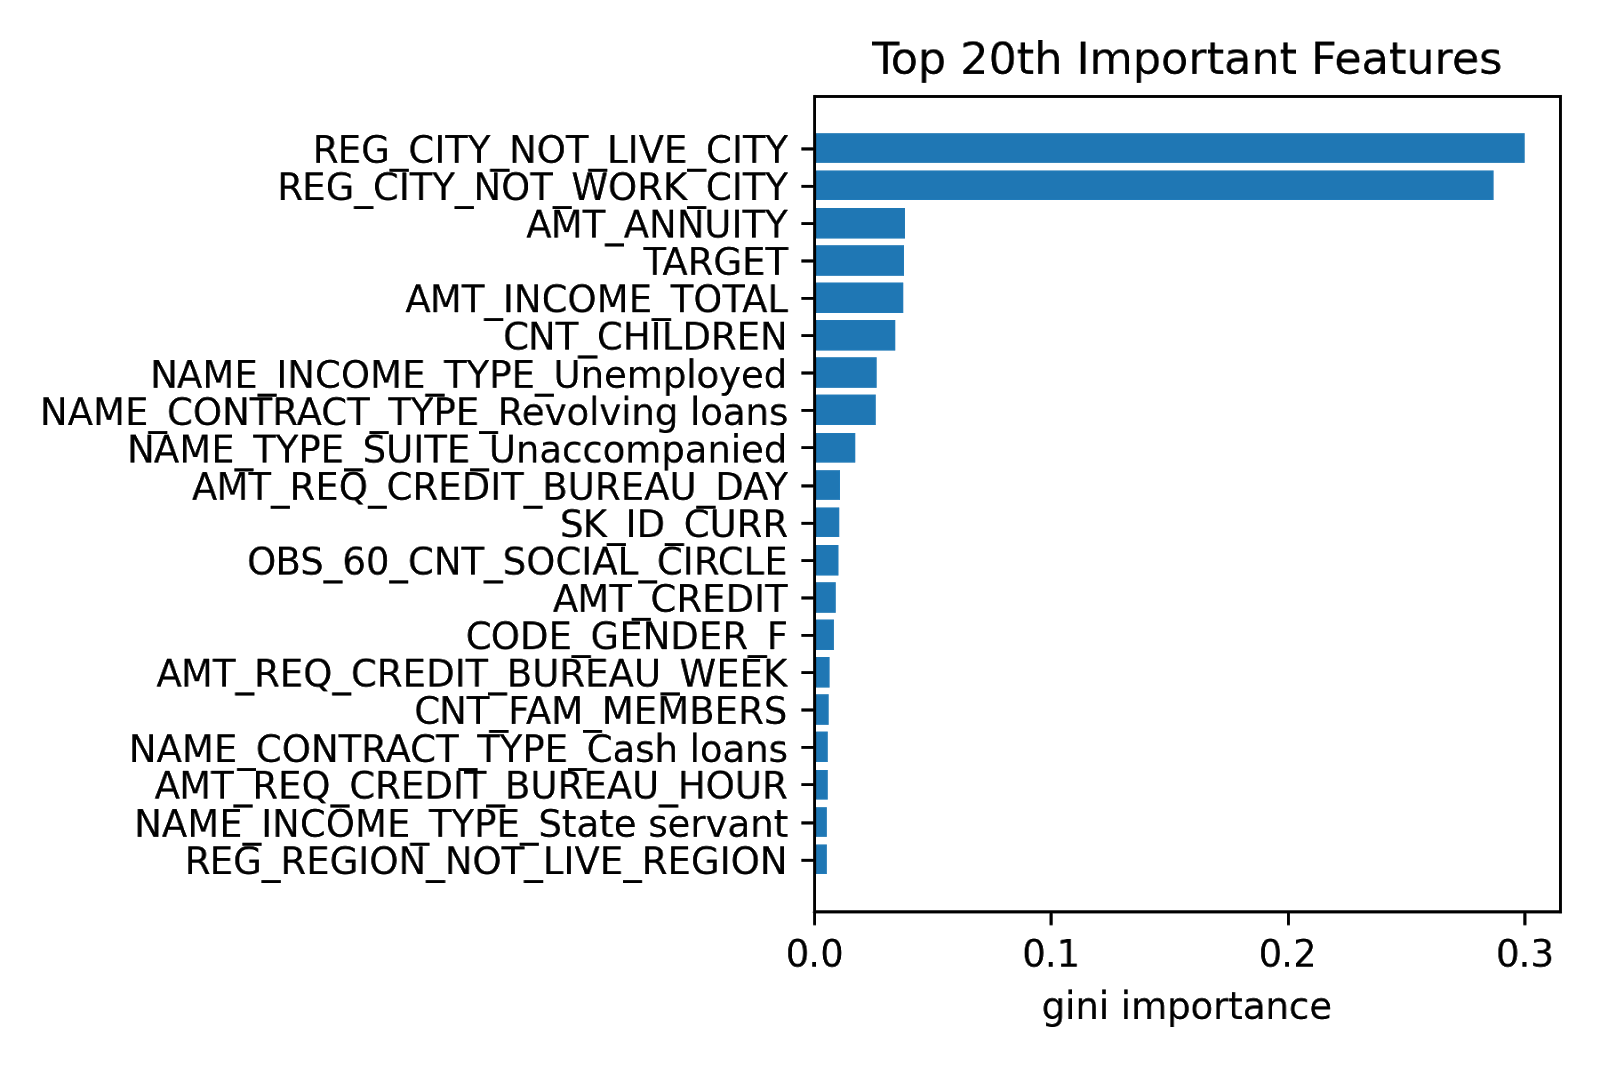 Top 20th Important Features
REG_CITY_NOT_LIVE_CITY
REG_CITY_NOT_WORK_CITY
AMT_ANNUITY
TARGET
AMT_INCOME_TOTAL
CNT_CHILDREN
NAME_INCOME_TYPE_Unemployed
NAME_CONTRACT_TYPE_Revolving loans
NAME_TYPE_SUITE_Unaccompanied
AMT_REQ_CREDIT_BUREAU_DAY
SK_ID_CURR
OBS_60_CNT_SOCIAL_CIRCLE
AMT_CREDIT
CODE_GENDER_F
AMT_REQ_CREDIT_BUREAU_WEEK
CNT_FAM_MEMBERS
NAME_CONTRACT_TYPE_Cash loans
AMT_REQ_CREDIT_BUREAU_HOUR
NAME_INCOME_TYPE_State servant
REG_REGION_NOT_LIVE_REGION
0.0 0.1 0.2 0.3
gini importance